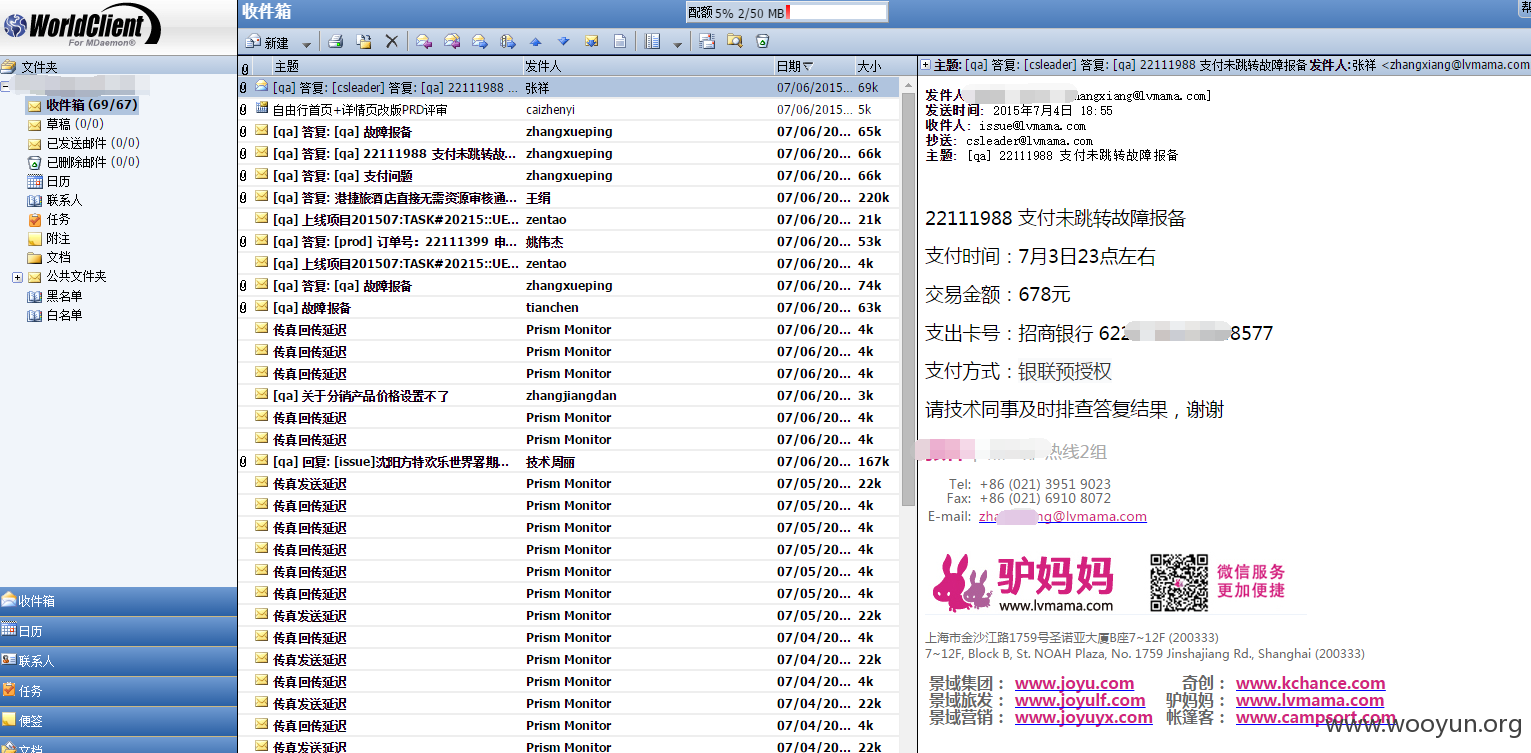 WorldClient
For MDaemon®
收件箱
配额 5% 2/50 MB
帮
新建
文件夹
收件箱 (69/67)
草稿 (0/0)
已发送邮件 (0/0)
已删除邮件 (0/0)
日历
联系人
任务
附注
文档
公共文件夹
黑名单
白名单
收件箱
日历
联系人
任务
便签
文档
主题 发件人 日期 大小
[qa] 答复: [csleader] 答复: [qa] 22111988 ... 张祥 07/06/2015... 69k
自由行首页+详情页改版PRD评审 caizhenyi 07/06/2015... 5k
[qa] 答复: [qa] 故障报备 zhangxueping 07/06/20... 65k
[qa] 答复: [qa] 22111988 支付未跳转故... zhangxueping 07/06/20... 66k
[qa] 答复: [qa] 支付问题 zhangxueping 07/06/20... 66k
[qa] 答复: 港捷旅酒店直接无需资源审核通... 王绢 07/06/20... 220k
[qa] 上线项目201507:TASK#20215::UE... zentao 07/06/20... 21k
[qa] 答复: [prod] 订单号：22111399 申... 姚伟杰 07/06/20... 53k
[qa] 上线项目201507:TASK#20215::UE... zentao 07/06/20... 4k
[qa] 答复: [qa] 故障报备 zhangxueping 07/06/20... 74k
[qa] 故障报备 tianchen 07/06/20... 63k
传真回传延迟 Prism Monitor 07/06/20... 4k
传真回传延迟 Prism Monitor 07/06/20... 4k
传真回传延迟 Prism Monitor 07/06/20... 4k
[qa] 关于分销产品价格设置不了 zhangjiangdan 07/06/20... 3k
传真回传延迟 Prism Monitor 07/06/20... 4k
传真回传延迟 Prism Monitor 07/06/20... 4k
[qa] 回复: [issue]沈阳方特欢乐世界暑期... 技术周丽 07/06/20... 167k
传真发送延迟 Prism Monitor 07/05/20... 22k
传真回传延迟 Prism Monitor 07/05/20... 4k
传真回传延迟 Prism Monitor 07/05/20... 4k
传真回传延迟 Prism Monitor 07/05/20... 4k
传真回传延迟 Prism Monitor 07/05/20... 4k
传真回传延迟 Prism Monitor 07/05/20... 4k
传真发送延迟 Prism Monitor 07/05/20... 22k
传真回传延迟 Prism Monitor 07/04/20... 4k
传真发送延迟 Prism Monitor 07/04/20... 22k
传真回传延迟 Prism Monitor 07/04/20... 4k
传真发送延迟 Prism Monitor 07/04/20... 22k
传真回传延迟 Prism Monitor 07/04/20... 4k
传真发送延迟 Prism Monitor 07/04/20... 22k
主题: [qa] 答复: [csleader] 答复: [qa] 22111988 支付未跳转故障报备 发件人:张祥 <zhangxiang@lvmama.com
发件人 hangxiang@lvmama.com]
发送时间: 2015年7月4日 18:55
收件人: issue@lvmama.com
抄送: csleader@lvmama.com
主题: [qa] 22111988 支付未跳转故障报备
22111988 支付未跳转故障报备
支付时间：7月3日23点左右
交易金额：678元
支出卡号：招商银行 622 8577
支付方式：银联预授权
请技术同事及时排查答复结果，谢谢
热线2组
Tel: +86 (021) 3951 9023
Fax: +86 (021) 6910 8072
E-mail: zha ng@lvmama.com
驴妈妈
www.lvmama.com
微信服务
更加便捷
上海市金沙江路1759号圣诺亚大厦B座7~12F (200333)
7~12F, Block B, St. NOAH Plaza, No. 1759 Jinshajiang Rd., Shanghai (200333)
景域集团： www.joyu.com 奇创： www.kchance.com
景域旅发： www.joyulf.com 驴妈妈： www.lvmama.com
景域营销： www.joyuyx.com 帐篷客： www.campsort.com
www.wooyun.org